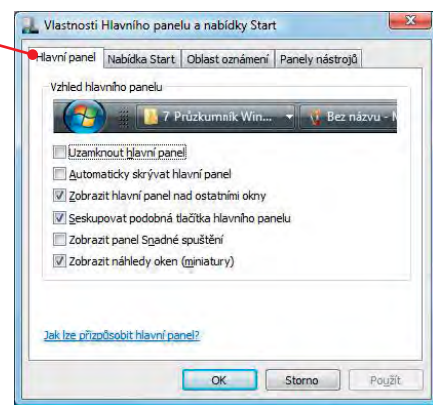 Vlastnosti Hlavního panelu a nabídky Start
Hlavní panel Nabídka Start Oblast oznámení Panely nástrojů
Vzhled hlavního panelu
7 Průzkumník Win... Bez názvu - M
Uzamknout hlavní panel
Automaticky skrývat hlavní panel
Zobrazit hlavní panel nad ostatními okny
Seskupovat podobná tlačítka hlavního panelu
Zobrazit panel Snadné spuštění
Zobrazit náhledy oken (miniatury)
Jak lze přizpůsobit hlavní panel?
OK Storno Použít